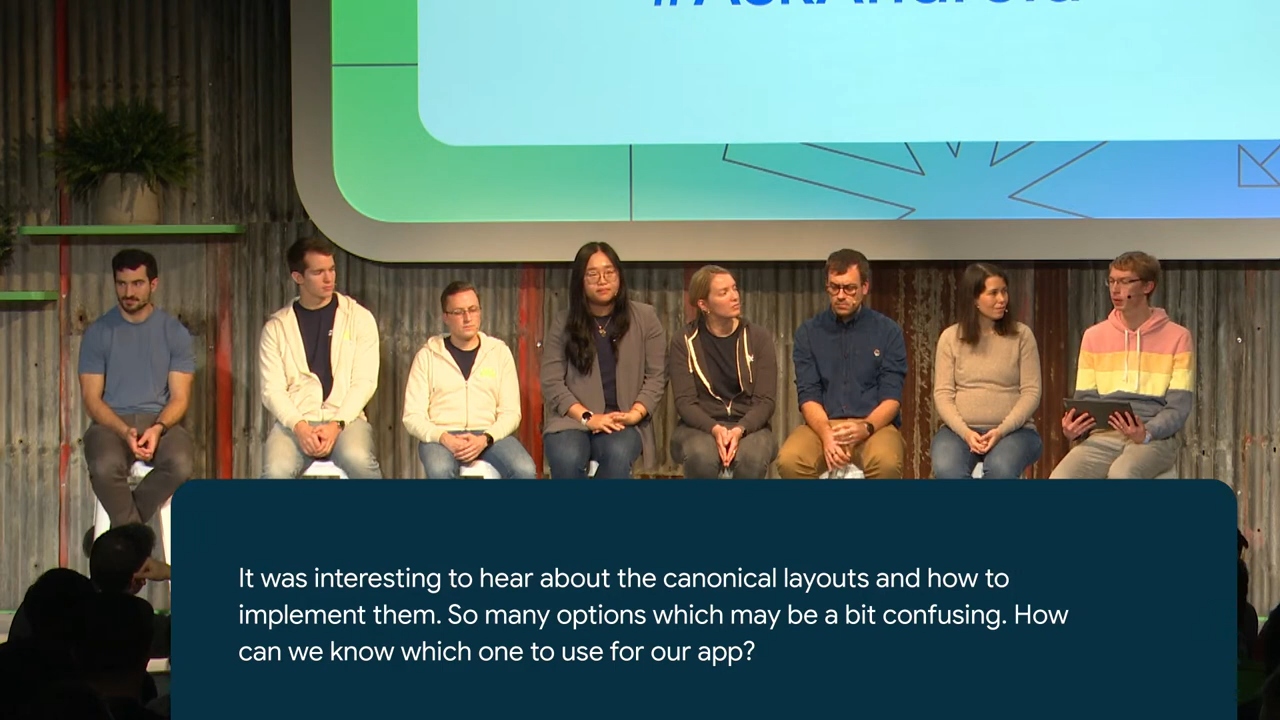 #AskAndroid
It was interesting to hear about the canonical layouts and how to
implement them. So many options which may be a bit confusing. How
can we know which one to use for our app?